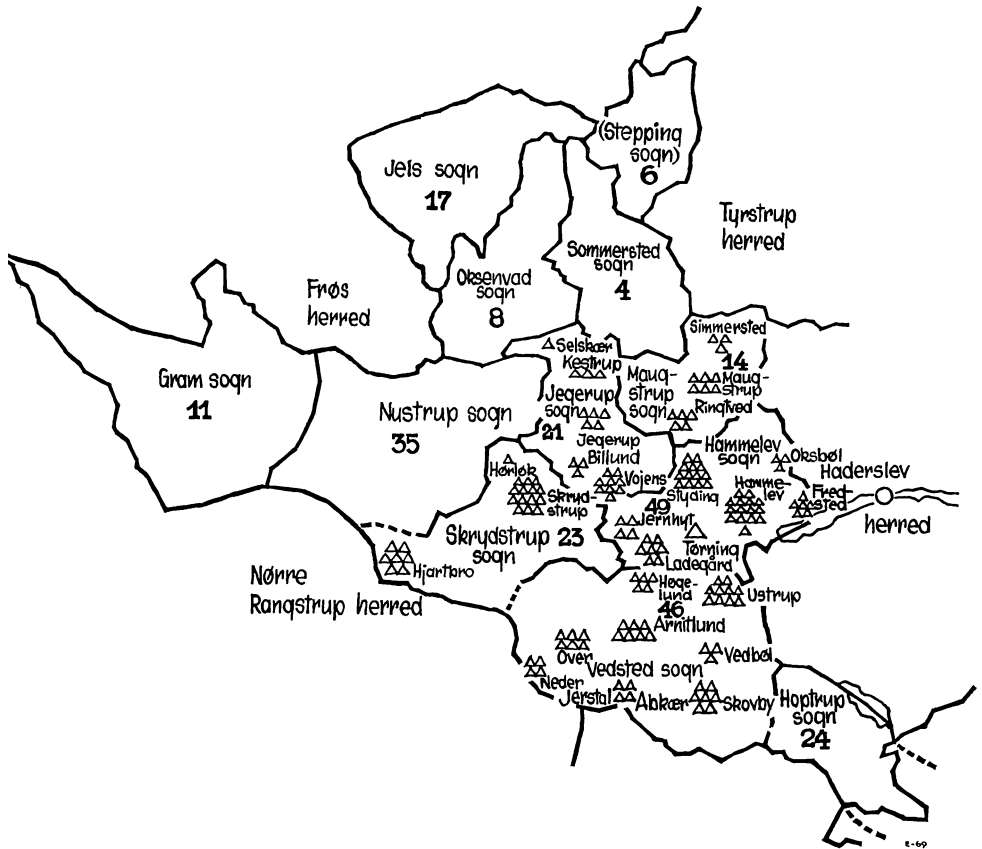 (Stepping
sogn)
6
Jels sogn
17
Tyrstrup
herred
Sommersted
sogn
4
Oksenvad
sogn
8
Frøs
herred
Simmersted
14
Selskær
Kestrup
Maug-
strup
sogn
Maug-
strup
Gram sogn
11
Nustrup sogn
35
Jegerup
sogn
21
Ringtved
Jegerup
Billund
Hammelev
sogn
Oksbøl
Haderslev
herred
Hørløk
Vojens
Styding
Hamme-
lev
Fred-
sted
Skryd-
strup
49
Jernhyt
Skrydstrup
sogn
23
Tørning
Ladegård
Hjartbro
Nørre
Rangstrup herred
Høge-
lund
46
Ustrup
Arnitlund
Over
Vedsted sogn
Vedbøl
Neder
Jerstal
Abkær
Skovby
Hoptrup
sogn
24
2-69